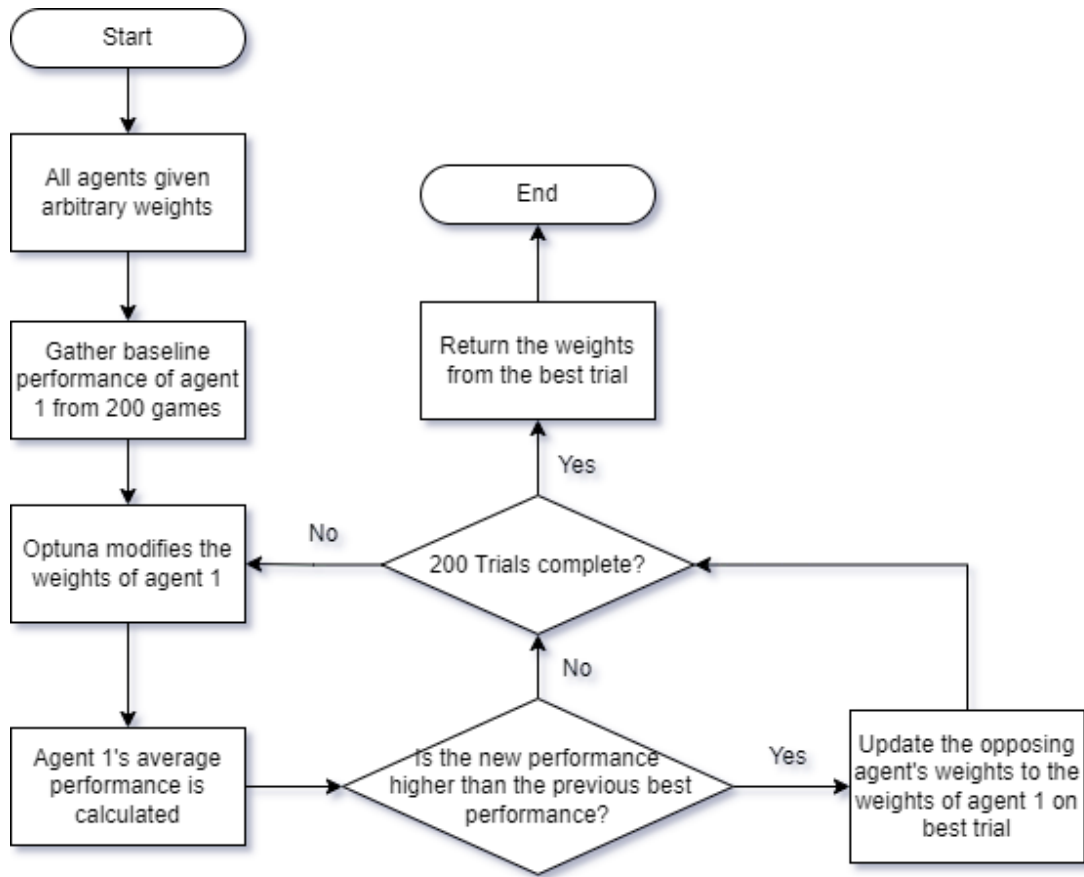 Start
All agents given
arbitrary weights
Gather baseline
performance of agent
1 from 200 games
Optuna modifies the
weights of agent 1
Agent 1's average
performance is
calculated
Is the new performance
higher than the previous best
performance?
Yes
Update the opposing
agent's weights to the
weights of agent 1 on
best trial
No
200 Trials complete?
No
Yes
Return the weights
from the best trial
End